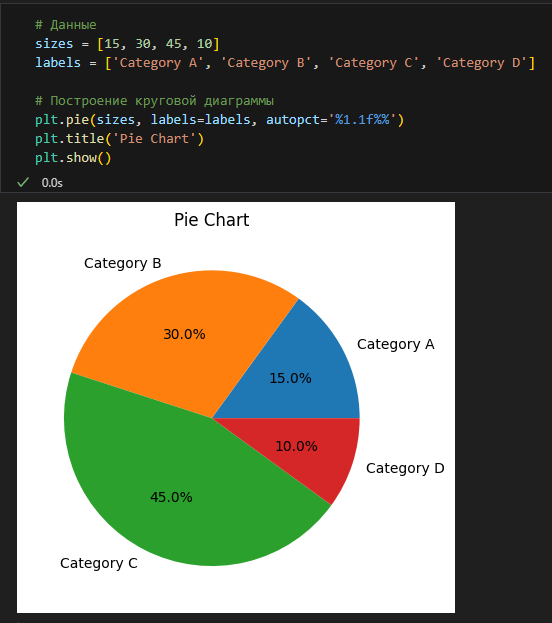 # Данные
sizes = [15, 30, 45, 10]
labels = ['Category A', 'Category B', 'Category C', 'Category D']
# Построение круговой диаграммы
plt.pie(sizes, labels=labels, autopct='%1.1f%%')
plt.title('Pie Chart')
plt.show()
0.0s
Pie Chart
Category B
30.0%
Category A
15.0%
10.0%
Category D
45.0%
Category C